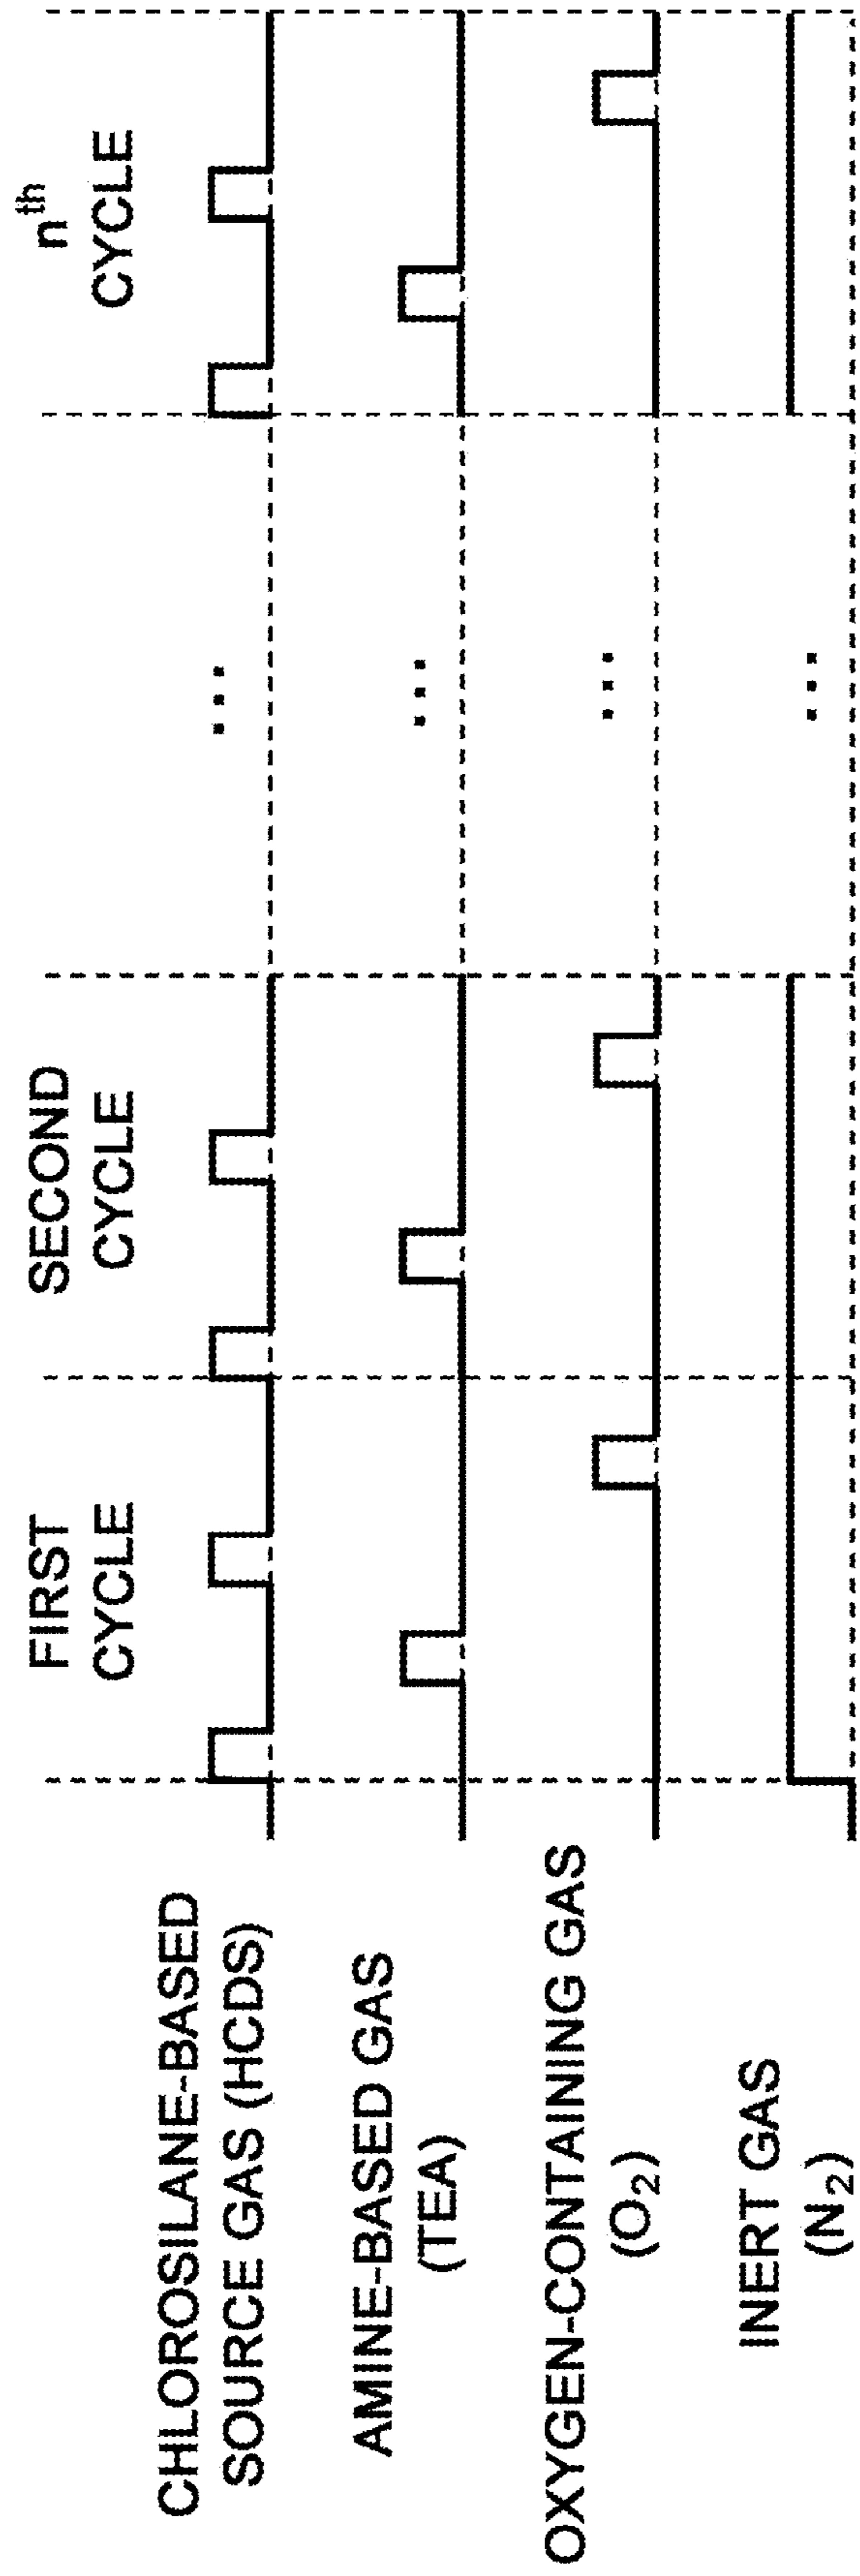 FIRST
CYCLE
SECOND
CYCLE
...
nth
CYCLE
CHLOROSILANE-BASED
SOURCE GAS (HCDS)
...
AMINE-BASED GAS
(TEA)
...
OXYGEN-CONTAINING GAS
(O2)
...
INERT GAS
(N2)